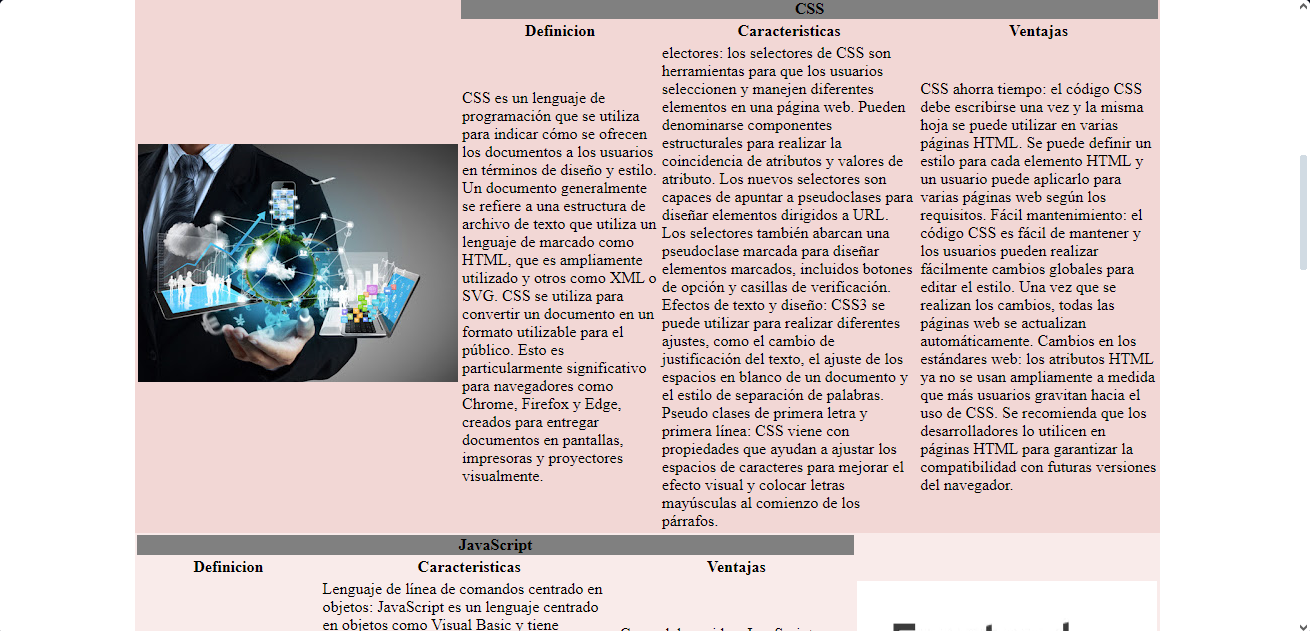 CSS
Definicion
Caracteristicas
Ventajas
CSS es un lenguaje de
programación que se utiliza
para indicar cómo se ofrecen
los documentos a los usuarios
en términos de diseño y estilo.
Un documento generalmente
se refiere a una estructura de
archivo de texto que utiliza un
lenguaje de marcado como
HTML, que es ampliamente
utilizado y otros como XML o
SVG. CSS se utiliza para
convertir un documento en un
formato utilizable para el
público. Esto es
particularmente significativo
para navegadores como
Chrome, Firefox y Edge,
creados para entregar
documentos en pantallas,
impresoras y proyectores
visualmente.
electores: los selectores de CSS son
herramientas para que los usuarios
seleccionen y manejen diferentes
elementos en una página web. Pueden
denominarse componentes
estructurales para realizar la
coincidencia de atributos y valores de
atributo. Los nuevos selectores son
capaces de apuntar a pseudoclases para
diseñar elementos dirigidos a URL.
Los selectores también abarcan una
pseudoclase marcada para diseñar
elementos marcados, incluidos botones
de opción y casillas de verificación.
Efectos de texto y diseño: CSS3 se
puede utilizar para realizar diferentes
ajustes, como el cambio de
justificación del texto, el ajuste de los
espacios en blanco de un documento y
el estilo de separación de palabras.
Pseudo clases de primera letra y
primera línea: CSS viene con
propiedades que ayudan a ajustar los
espacios de caracteres para mejorar el
efecto visual y colocar letras
mayúsculas al comienzo de los
párrafos.
CSS ahorra tiempo: el código CSS
debe escribirse una vez y la misma
hoja se puede utilizar en varias
páginas HTML. Se puede definir un
estilo para cada elemento HTML y
un usuario puede aplicarlo para
varias páginas web según los
requisitos. Fácil mantenimiento: el
código CSS es fácil de mantener y
los usuarios pueden realizar
fácilmente cambios globales para
editar el estilo. Una vez que se
realizan los cambios, todas las
páginas web se actualizan
automáticamente. Cambios en los
estándares web: los atributos HTML
ya no se usan ampliamente a medida
que más usuarios gravitan hacia el
uso de CSS. Se recomienda que los
desarrolladores lo utilicen en
páginas HTML para garantizar la
compatibilidad con futuras versiones
del navegador.
JavaScript
Definicion
Caracteristicas
Ventajas
Lenguaje de línea de comandos centrado en
objetos: JavaScript es un lenguaje centrado
en objetos como Visual Basic y tiene